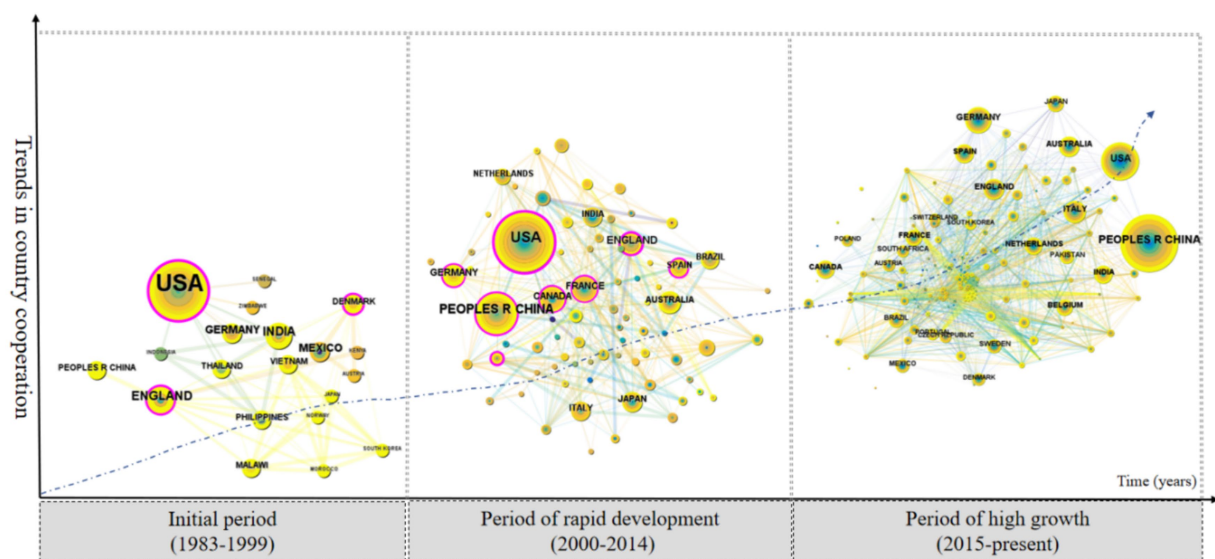 Trends in country cooperation
USA
SENEGAL
ZIMBABWE
DENMARK
GERMANY
INDIA
INDONESIA
MEXICO
KENYA
PEOPLES R CHINA
THAILAND
VIETNAM
AUSTRIA
ENGLAND
JAPAN
PHILIPPINES
NORWAY
SOUTH KOREA
MALAWI
MOROCCO
NETHERLANDS
INDIA
USA
ENGLAND
BRAZIL
GERMANY
SPAIN
FRANCE
CANADA
AUSTRALIA
PEOPLES R CHINA
ITALY
JAPAN
JAPAN
GERMANY
SPAIN
AUSTRALIA
USA
ENGLAND
SWITZERLAND
SOUTH KOREA
ITALY
POLAND
FRANCE
SOUTH AFRICA
NETHERLANDS
PEOPLES R CHINA
PAKISTAN
CANADA
AUSTRIA
INDIA
BELGIUM
BRAZIL
PORTUGAL
CZECH REPUBLIC
SWEDEN
MEXICO
DENMARK
Time (years)
Initial period
(1983-1999)
Period of rapid development
(2000-2014)
Period of high growth
(2015-present)